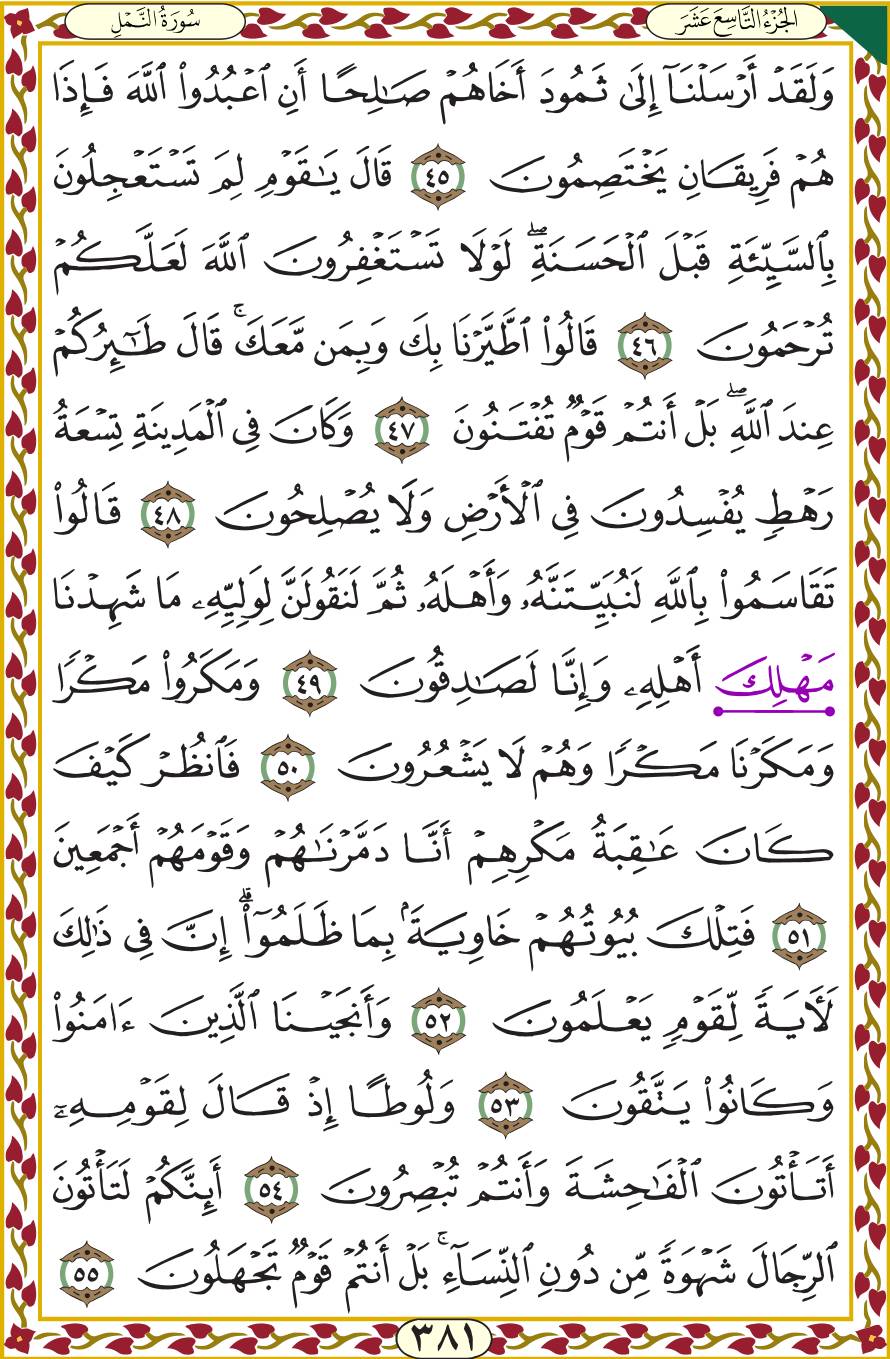 الجُزْءُ التَّاسِعَ عَشَرَ
سُورَةُ النَّمْلِ
وَلَقَدۡ أَرۡسَلۡنَآ إِلَىٰ ثَمُودَ أَخَاهُمۡ صَٰلِحًا أَنِ ٱعۡبُدُواْ ٱللَّهَ فَإِذَا
هُمۡ فَرِيقَانِ يَخۡتَصِمُونَ ٤٥ قَالَ يَٰقَوۡمِ لِمَ تَسۡتَعۡجِلُونَ
بِٱلسَّيِّئَةِ قَبۡلَ ٱلۡحَسَنَةِۖ لَوۡلَا تَسۡتَغۡفِرُونَ ٱللَّهَ لَعَلَّكُمۡ
تُرۡحَمُونَ ٤٦ قَالُواْ ٱطَّيَّرۡنَا بِكَ وَبِمَن مَّعَكَۚ قَالَ طَٰٓئِرُكُمۡ
عِندَ ٱللَّهِۖ بَلۡ أَنتُمۡ قَوۡمٞ تُفۡتَنُونَ ٤٧ وَكَانَ فِي ٱلۡمَدِينَةِ تِسۡعَةُ
رَهۡطٖ يُفۡسِدُونَ فِي ٱلۡأَرۡضِ وَلَا يُصۡلِحُونَ ٤٨ قَالُواْ
تَقَاسَمُواْ بِٱللَّهِ لَنُبَيِّتَنَّهُۥ وَأَهۡلَهُۥ ثُمَّ لَنَقُولَنَّ لِوَلِيِّهِۦ مَا شَهِدۡنَا
مَهۡلِكَ أَهۡلِهِۦ وَإِنَّا لَصَٰدِقُونَ ٤٩ وَمَكَرُواْ مَكۡرٗا
وَمَكَرۡنَا مَكۡرٗا وَهُمۡ لَا يَشۡعُرُونَ ٥٠ فَٱنظُرۡ كَيۡفَ
كَانَ عَٰقِبَةُ مَكۡرِهِمۡ أَنَّا دَمَّرۡنَٰهُمۡ وَقَوۡمَهُمۡ أَجۡمَعِينَ
٥١ فَتِلۡكَ بُيُوتُهُمۡ خَاوِيَةَۢ بِمَا ظَلَمُوٓاْۗ إِنَّ فِي ذَٰلِكَ
لَأٓيَةٗ لِّقَوۡمٖ يَعۡلَمُونَ ٥٢ وَأَنجَيۡنَا ٱلَّذِينَ ءَامَنُواْ
وَكَانُواْ يَتَّقُونَ ٥٣ وَلُوطًا إِذۡ قَالَ لِقَوۡمِهِۦٓ
أَتَأۡتُونَ ٱلۡفَٰحِشَةَ وَأَنتُمۡ تُبۡصِرُونَ ٥٤ أَئِنَّكُمۡ لَتَأۡتُونَ
ٱلرِّجَالَ شَهۡوَةٗ مِّن دُونِ ٱلنِّسَآءِۚ بَلۡ أَنتُمۡ قَوۡمٞ تَجۡهَلُونَ ٥٥
٣٨١